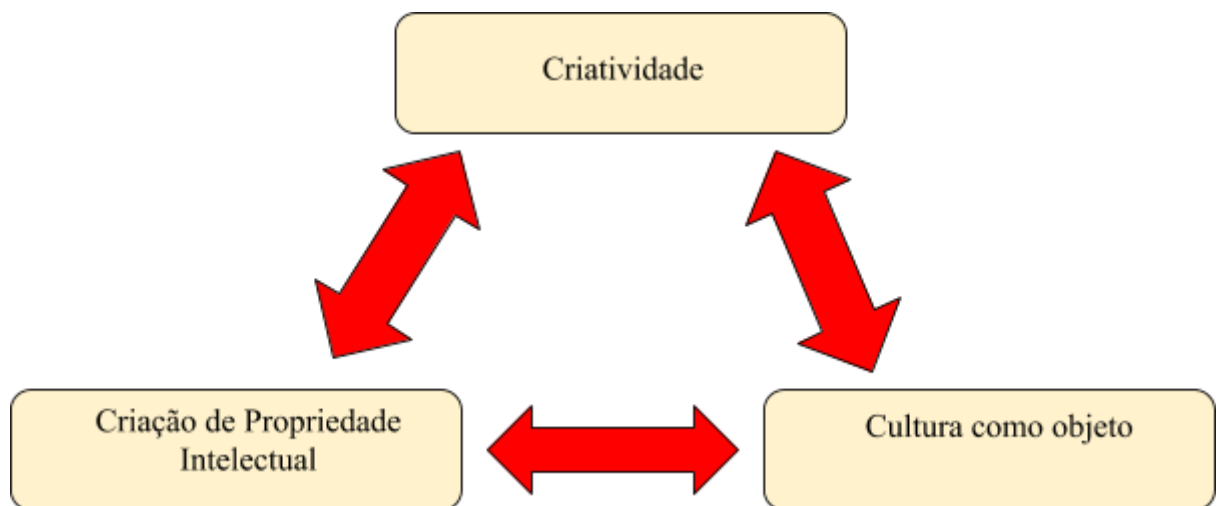 Criatividade
Criação de Propriedade
Intelectual
Cultura como objeto